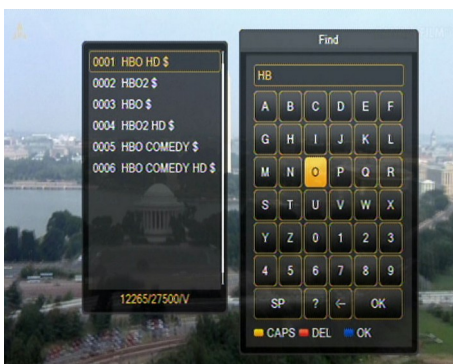 0001 HBO HD $
0002 HBO2 $
0003 HBO $
0004 HBO2 HD $
0005 HBO COMEDY $
0006 HBO COMEDY HD $
12265/27500/V
Find
HB
A B C D E F
G H I J K L
M N O P Q R
S T U V W X
Y Z 0 1 2 3
4 5 6 7 8 9
SP ? ← OK
CAPS DEL OK